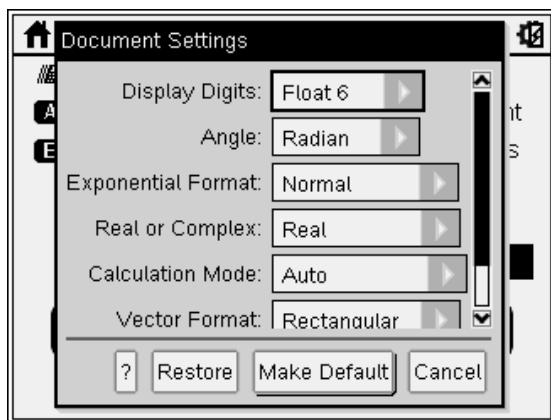 Document Settings
Display Digits: Float 6
Angle: Radian
Exponential Format: Normal
Real or Complex: Real
Calculation Mode: Auto
Vector Format: Rectangular
? Restore Make Default Cancel
A
E
nt
s